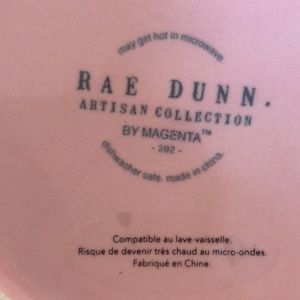 may get hot in microwave.
RAE DUNN.
ARTISAN COLLECTION
BY MAGENTA™
- 202 -
dishwasher safe. made in china.
Compatible au lave-vaisselle.
Risque de devenir très chaud au micro-ondes.
Fabriqué en Chine.